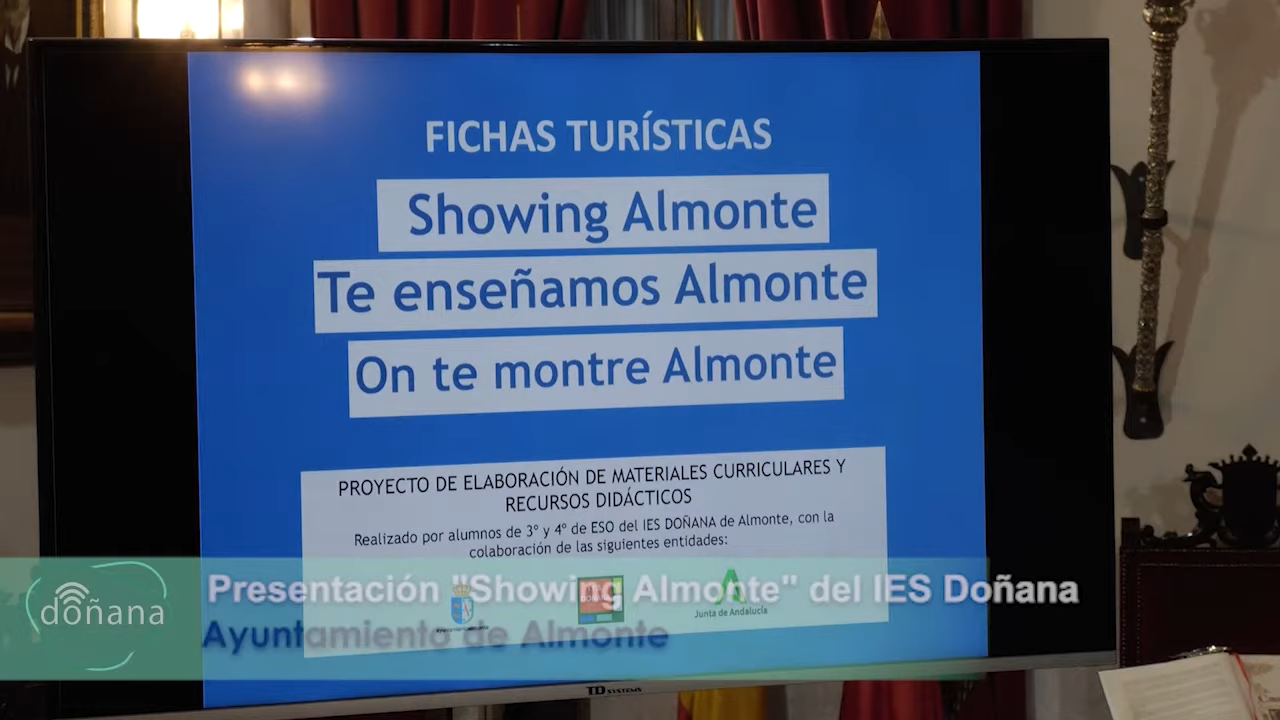 FICHAS TURÍSTICAS
Showing Almonte
Te enseñamos Almonte
On te montre Almonte
PROYECTO DE ELABORACIÓN DE MATERIALES CURRICULARES Y
RECURSOS DIDÁCTICOS
Realizado por alumnos de 3º y 4º de ESO del IES DOÑANA de Almonte, con la
colaboración de las siguientes entidades:
Junta de Andalucía
doñana
Presentación "Showing Almonte" del IES Doñana
Ayuntamiento de Almonte
TD SYSTEMS